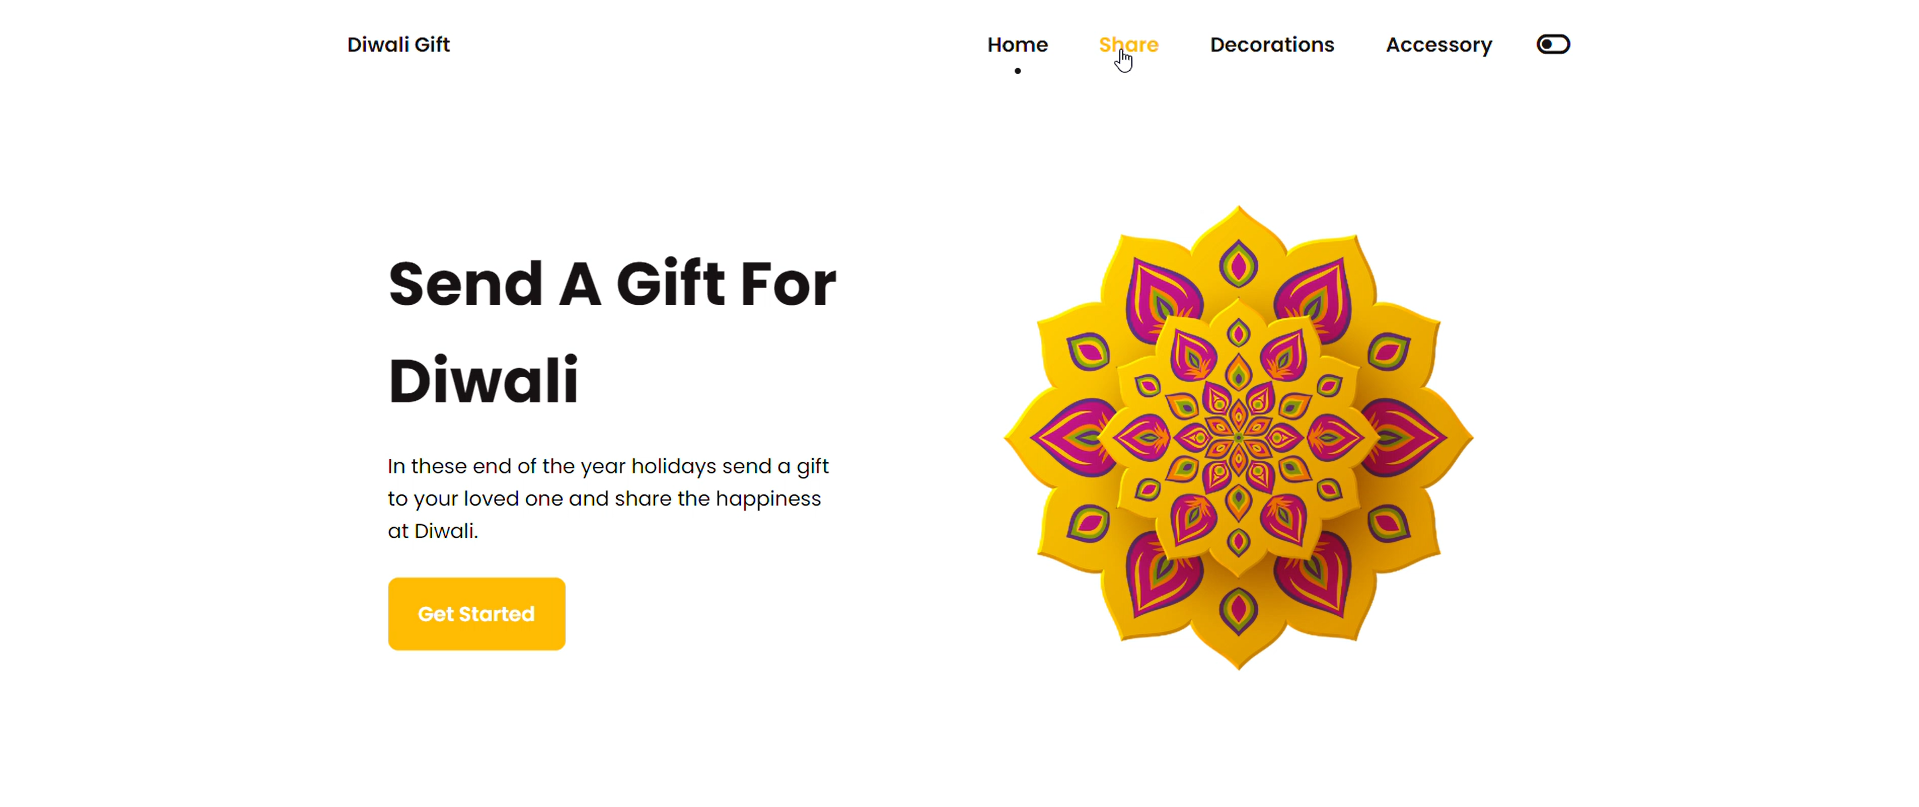 Diwali Gift
Home Share Decorations Accessory
Send A Gift For
Diwali
In these end of the year holidays send a gift
to your loved one and share the happiness
at Diwali.
Get Started